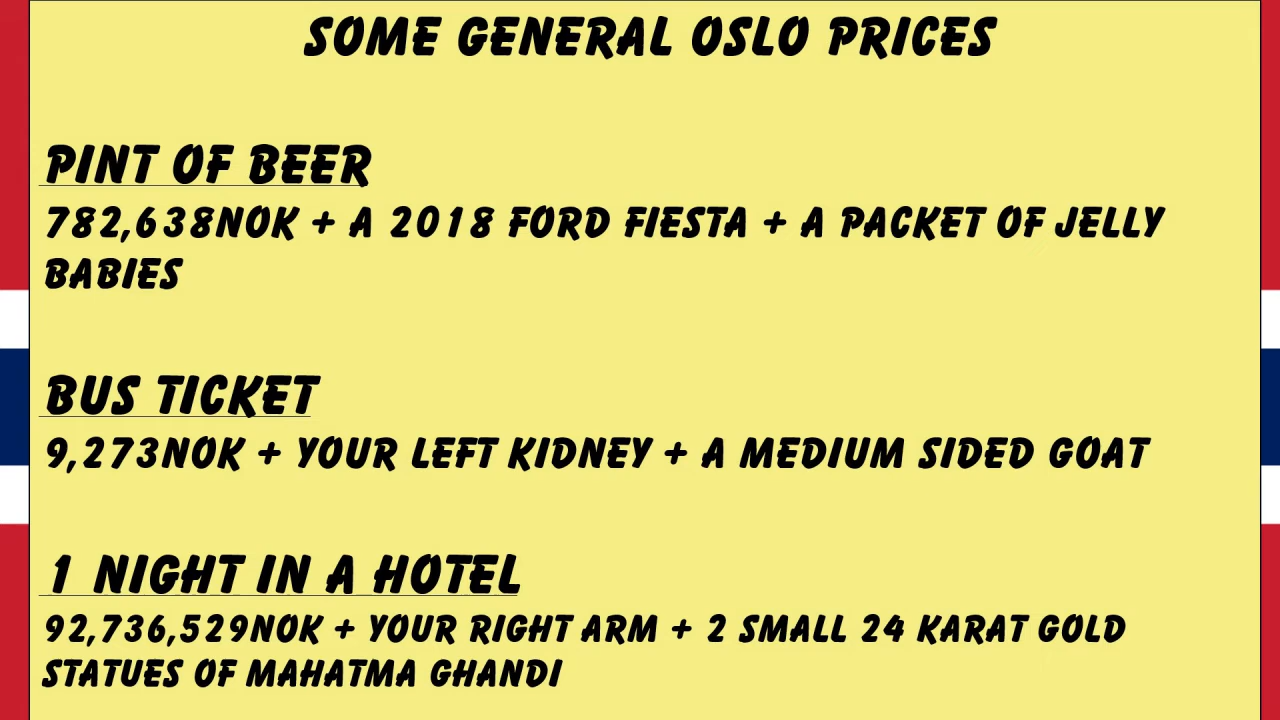 SOME GENERAL OSLO PRICES
PINT OF BEER
782,638NOK + A 2018 FORD FIESTA + A PACKET OF JELLY
BABIES
BUS TICKET
9,273NOK + YOUR LEFT KIDNEY + A MEDIUM SIDED GOAT
1 NIGHT IN A HOTEL
92,736,529NOK + YOUR RIGHT ARM + 2 SMALL 24 KARAT GOLD
STATUES OF MAHATMA GHANDI